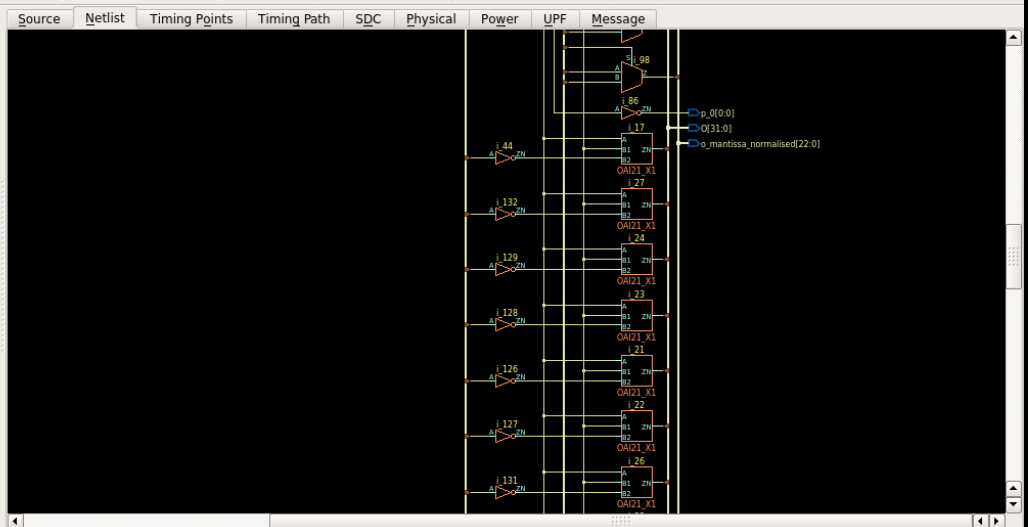 Source Netlist Timing Points Timing Path SDC Physical Power UPF Message
S i_98
A
B Z
i_86
A ZN p_0[0:0]
i_17 O[31:0]
i_44 A o_mantissa_normalised[22:0]
A ZN B1 ZN
B2
OAI21_X1
i_27
i_132 A
A ZN B1 ZN
B2
OAI21_X1
i_24
i_129 A
A ZN B1 ZN
B2
OAI21_X1
i_23
i_128 A
A ZN B1 ZN
B2
OAI21_X1
i_21
i_126 A
A ZN B1 ZN
B2
OAI21_X1
i_22
i_127 A
A ZN B1 ZN
B2
OAI21_X1
i_26
i_131 A
A ZN B1 ZN
B2
OAI21_X1